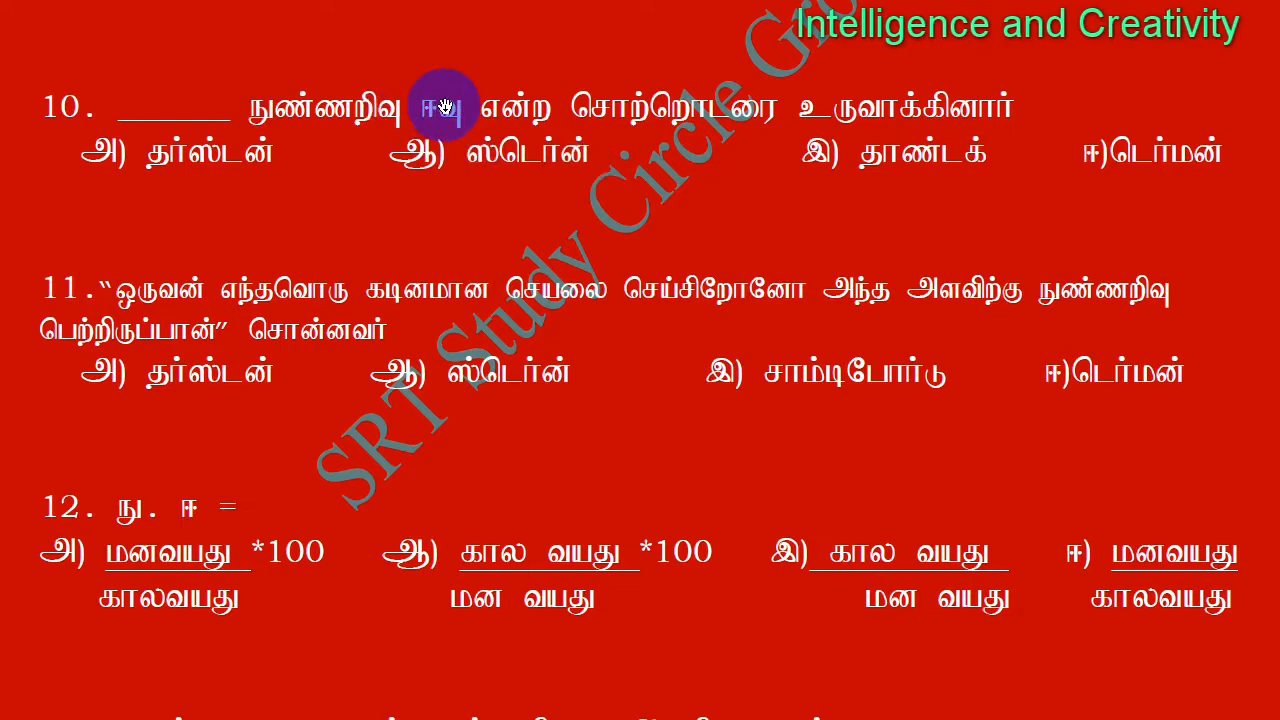 Intelligence and Creativity
10. _______ நுண்ணறிவு ஈவு என்ற சொற்றொடரை உருவாக்கினார்
அ) தர்ஸ்டன் ஆ) ஸ்டெர்ன் இ) தாண்டக் ஈ)டெர்மன்
11.“ஒருவன் எந்தவொரு கடினமான செயலை செய்சிறோனோ அந்த அளவிற்கு நுண்ணறிவு
பெற்றிருப்பான்” சொன்னவர்
அ) தர்ஸ்டன் ஆ) ஸ்டெர்ன் இ) சாம்டிபோர்டு ஈ)டெர்மன்
12. நு. ஈ =
அ) மனவயது *100 ஆ) கால வயது *100 இ) கால வயது ஈ) மனவயது
காலவயது மன வயது மன வயது காலவயது
SRT Study Circle